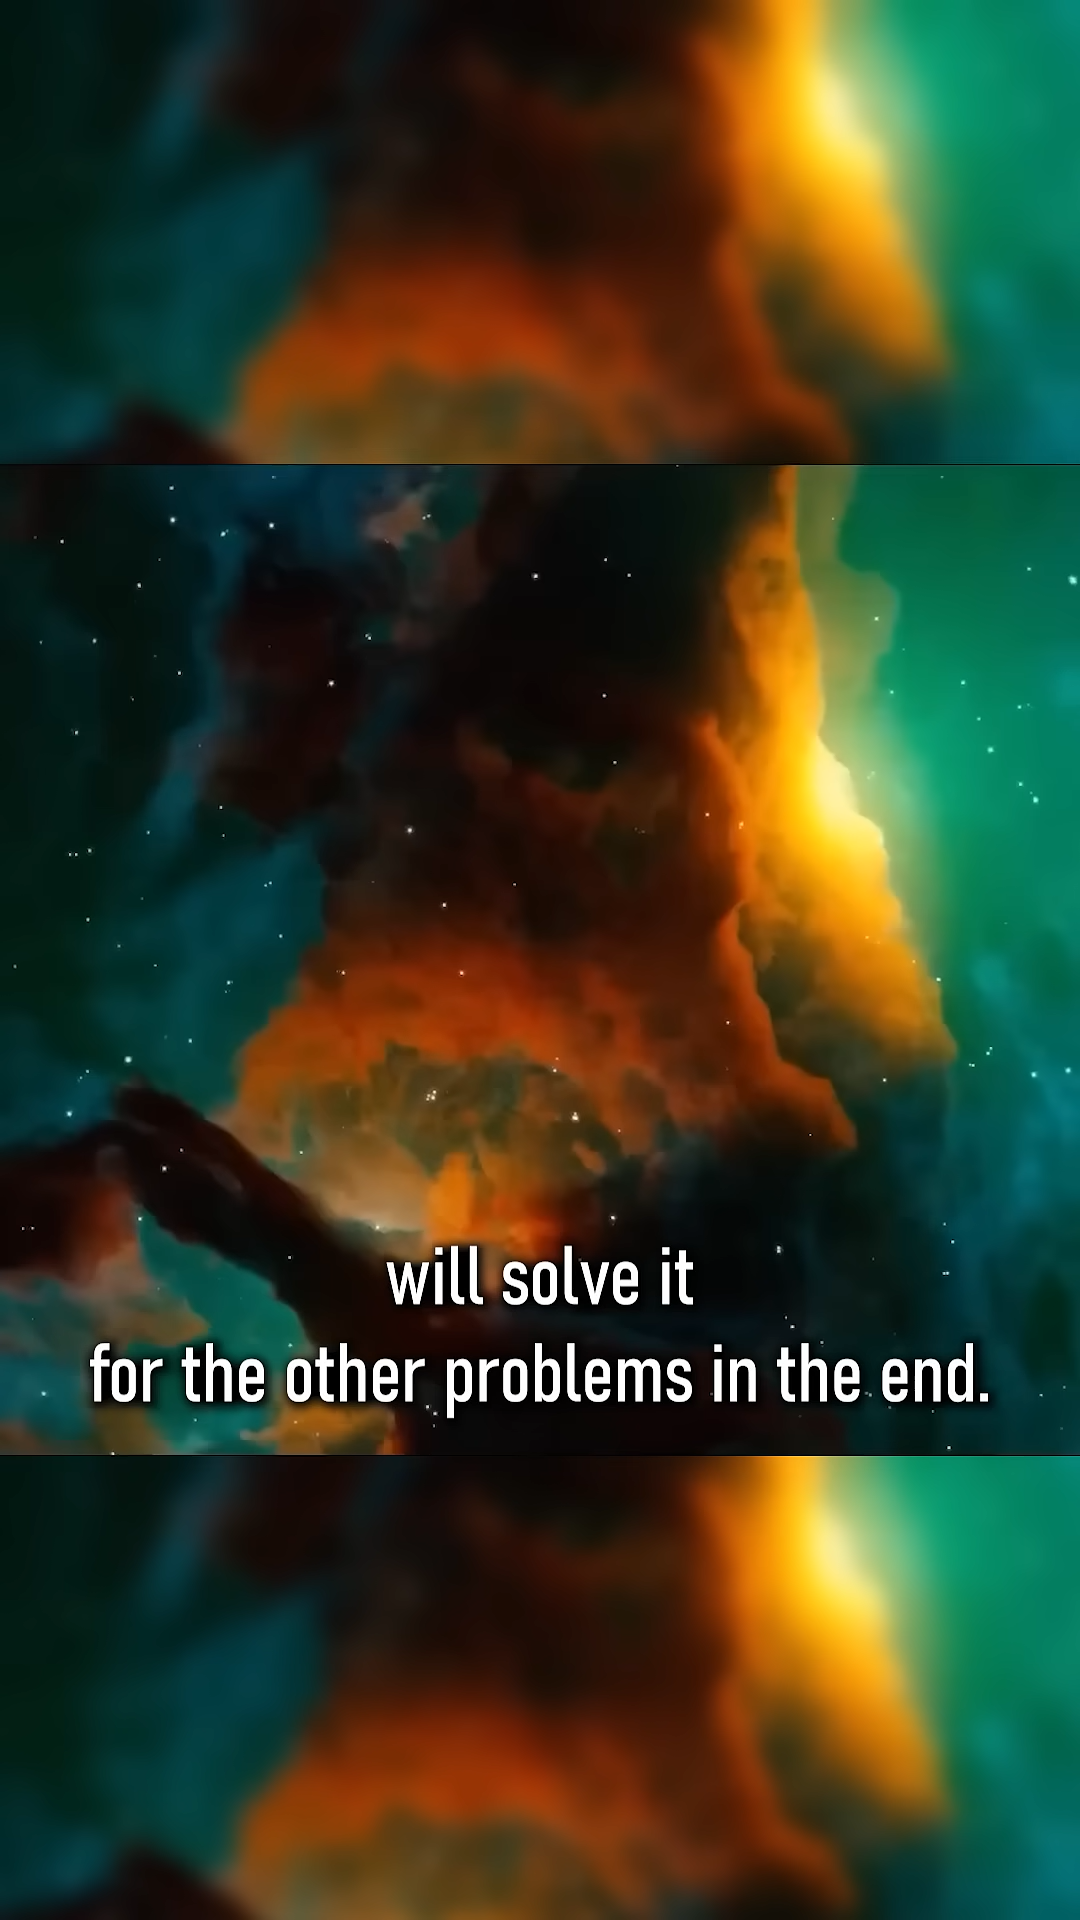 will solve it
for the other problems in the end.